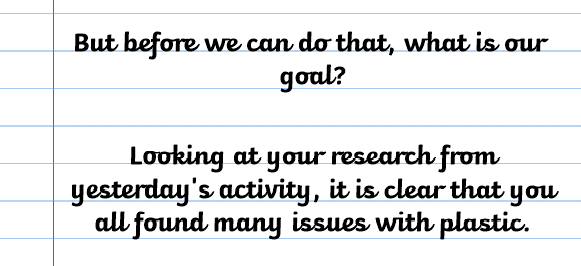 But before we can do that, what is our
goal?
Looking at your research from
yesterday's activity, it is clear that you
all found many issues with plastic.